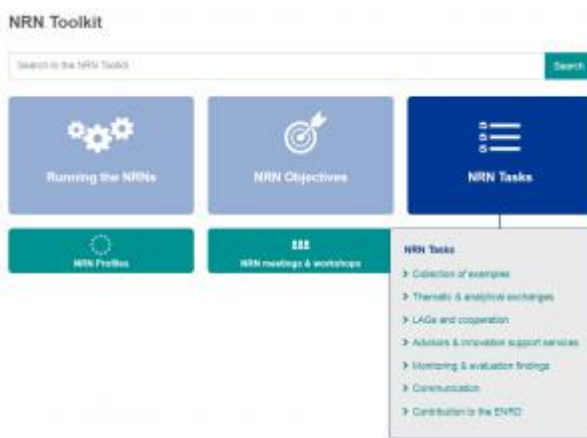 NRN Toolkit
Search in the NRN Toolkit
Search
Running the NRNs
NRN Objectives
NRN Tasks
NRN Profiles
NRN meetings & workshops
NRN Tasks
Collection of examples
Thematic & analytical exchanges
LAGs and cooperation
Advisors & innovation support services
Monitoring & evaluation findings
Communication
Contribution to the ENRD